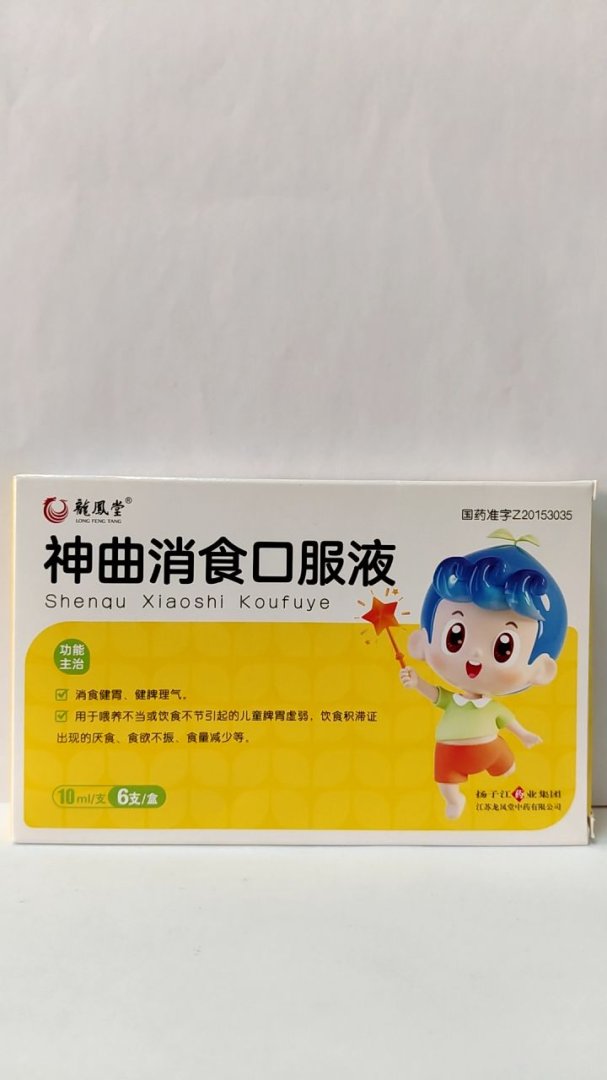 龍鳳堂®
LONG FENG TANG
国药准字Z20153035
神曲消食口服液
Shenqu Xiaoshi Koufuye
功能
主治
消食健胃、健脾理气。
用于喂养不当或饮食不节引起的儿童脾胃虚弱,饮食积滞证
出现的厌食、食欲不振、食量减少等。
10ml/支 6支/盒
扬子江药业集团
江苏龙凤堂中药有限公司